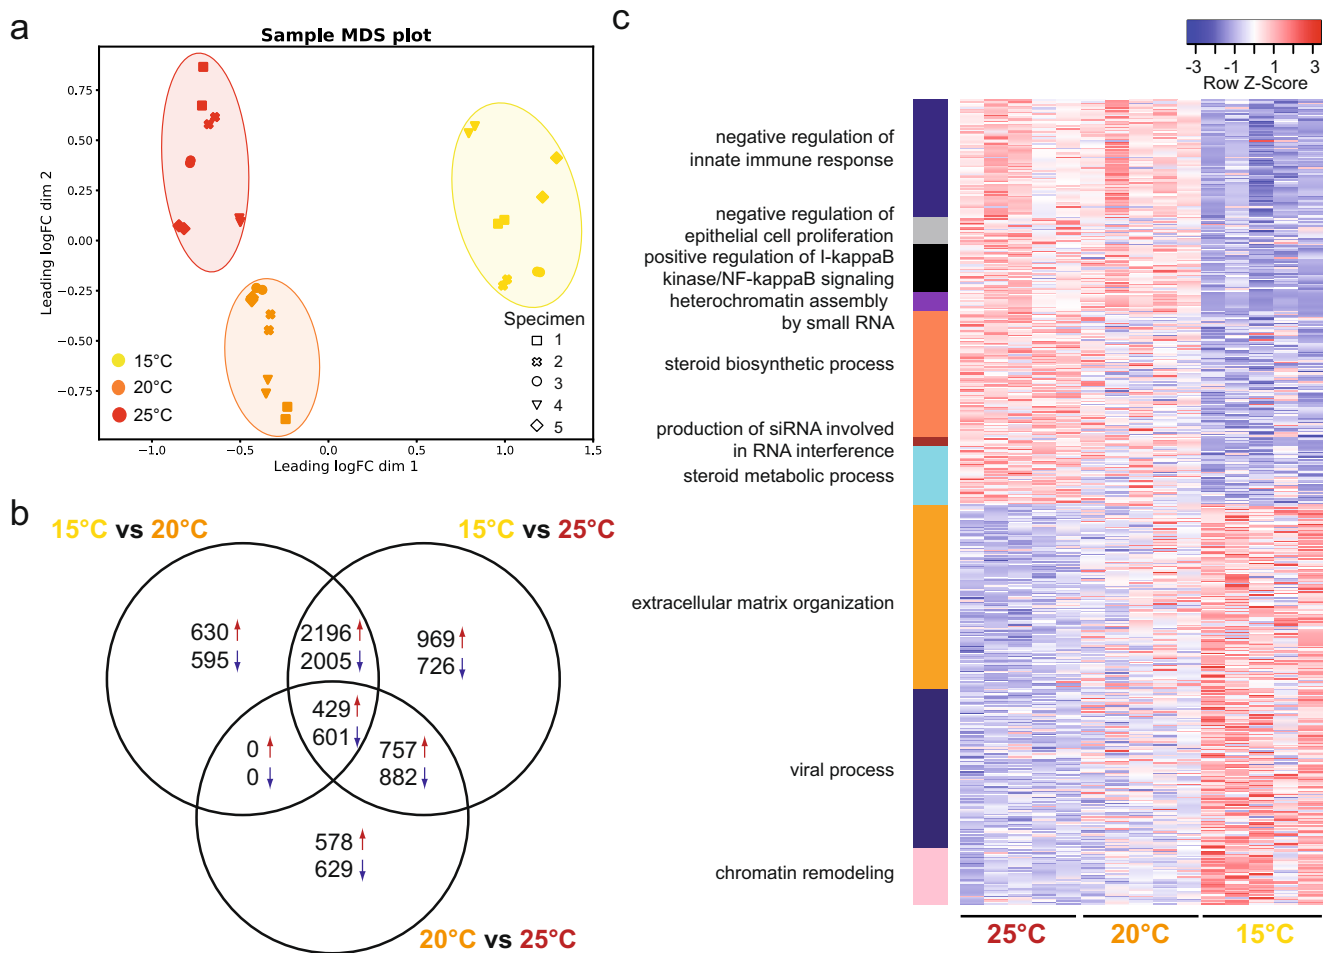 a
Sample MDS plot
Leading logFC dim 2
0.75
0.50
0.25
0.00
−0.25
−0.50
−0.75
15°C
20°C
25°C
Specimen
1
2
3
4
5
−1.0 −0.5 0.0 0.5 1.0 1.5
Leading logFC dim 1
b
15°C vs 20°C
15°C vs 25°C
630
595
2196
2005
969
726
429
601
0
0
757
882
578
629
20°C vs 25°C
c
-3 -1 1 3
Row Z-Score
negative regulation of
innate immune response
negative regulation of
epithelial cell proliferation
positive regulation of I-kappaB
kinase/NF-kappaB signaling
heterochromatin assembly
by small RNA
steroid biosynthetic process
production of siRNA involved
in RNA interference
steroid metabolic process
extracellular matrix organization
viral process
chromatin remodeling
25°C 20°C 15°C